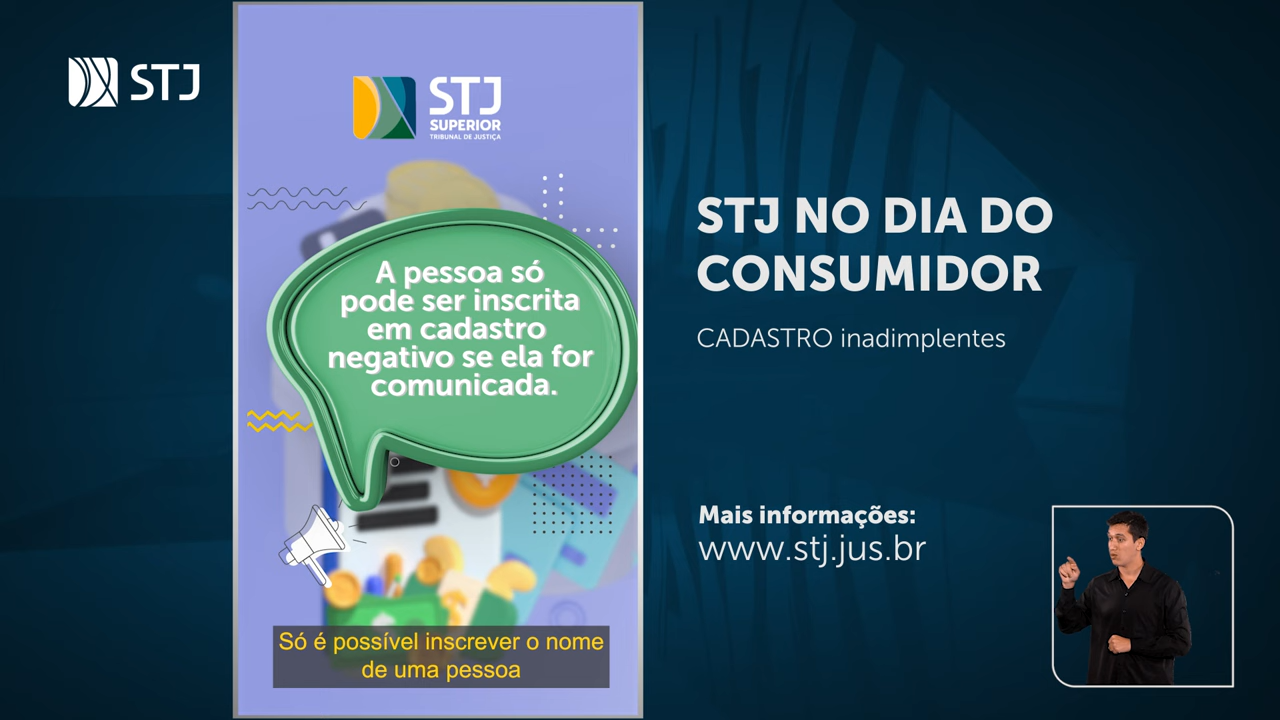 STJ
STJ
SUPERIOR
TRIBUNAL DE JUSTIÇA
A pessoa só
pode ser inscrita
em cadastro
negativo se ela for
comunicada.
Só é possível inscrever o nome
de uma pessoa
STJ NO DIA DO
CONSUMIDOR
CADASTRO inadimplentes
Mais informações:
www.stj.jus.br